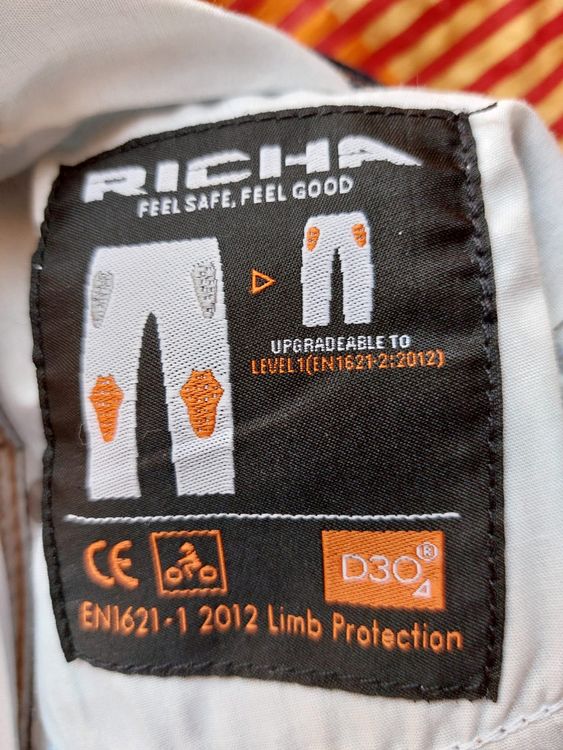 RICHA
FEEL SAFE, FEEL GOOD
UPGRADEABLE TO
LEVEL 1(EN1621-2:2012)
CE
D3O®
EN1621-1 2012 Limb Protection